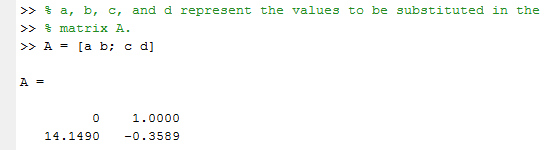 >> % a, b, c, and d represent the values to be substituted in the
>> % matrix A.
>> A = [a b; c d]
A =
0 1.0000
14.1490 -0.3589